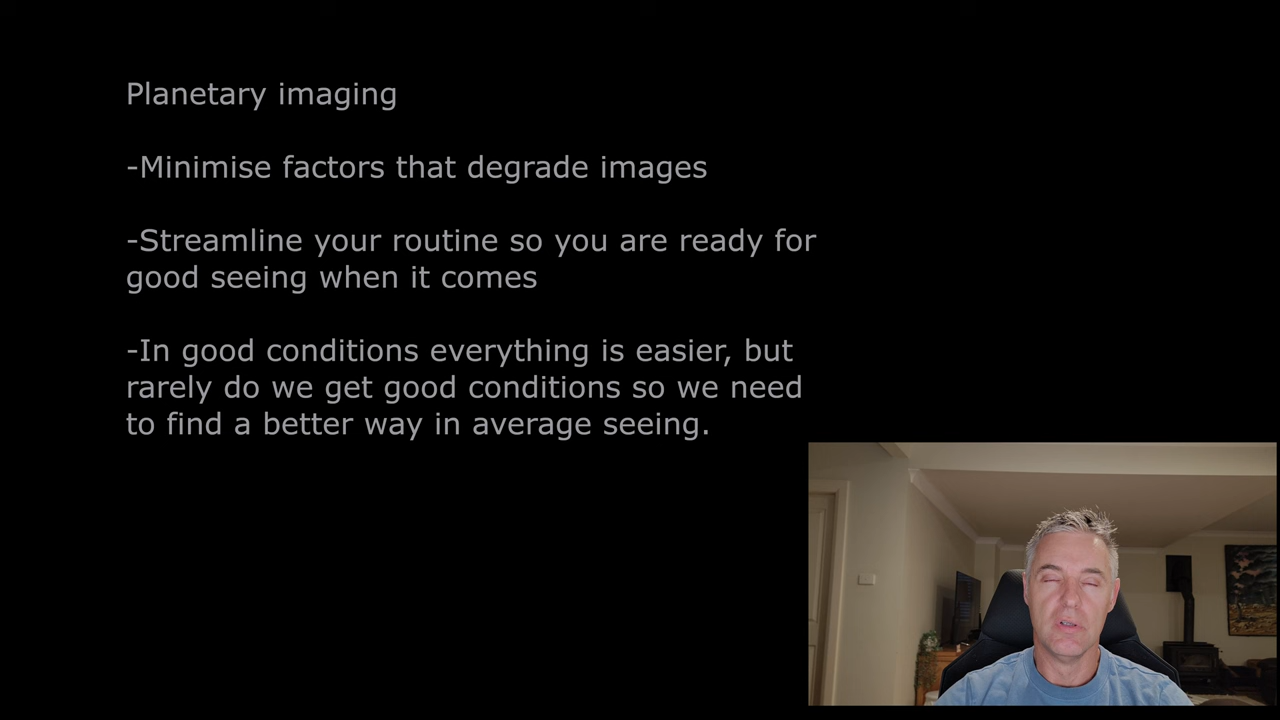 Planetary imaging
-Minimise factors that degrade images
-Streamline your routine so you are ready for
good seeing when it comes
-In good conditions everything is easier, but
rarely do we get good conditions so we need
to find a better way in average seeing.